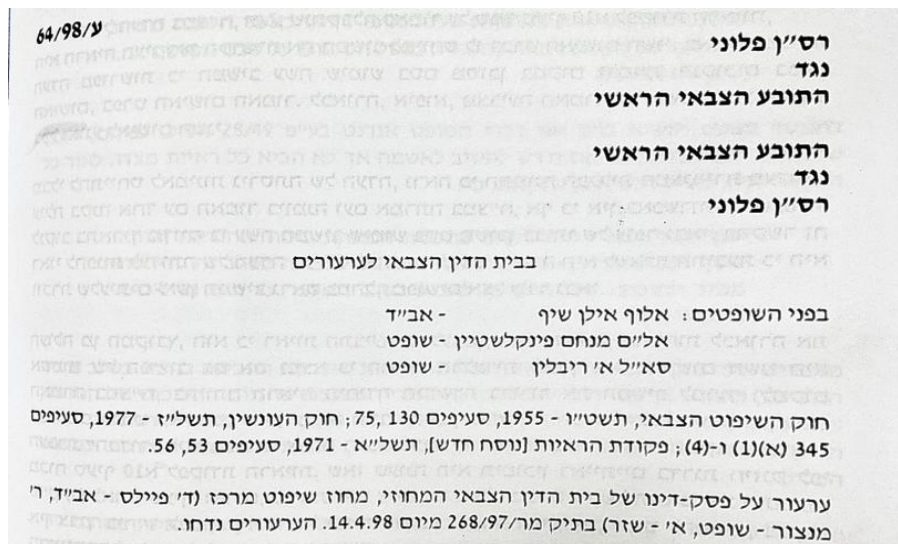 ע/64/98
רס״ן פלוני
נגד
התובע הצבאי הראשי
התובע הצבאי הראשי
נגד
רס״ן פלוני
בבית הדין הצבאי לערעורים
בפני השופטים: אלוף אילן שיף - אב״ד
אל״ם מנחם פינקלשטיין - שופט
סא״ל א׳ ריבלין - שופט
חוק השיפוט הצבאי, תשט״ו - 1955, סעיפים 130, 75; חוק העונשין, תשל״ז - 1977, סעיפים
345 (א)(1) ו-(4); פקודת הראיות [נוסח חדש], תשל״א - 1971, סעיפים 53, 56.
ערעור על פסק-דינו של בית הדין הצבאי המחוזי, מחוז שיפוט מרכז (ד׳ פיילס - אב״ד, ר׳
מנצור - שופט, א׳ - שזר) בתיק מר/268/97 מיום 14.4.98. הערעורים נדחו.